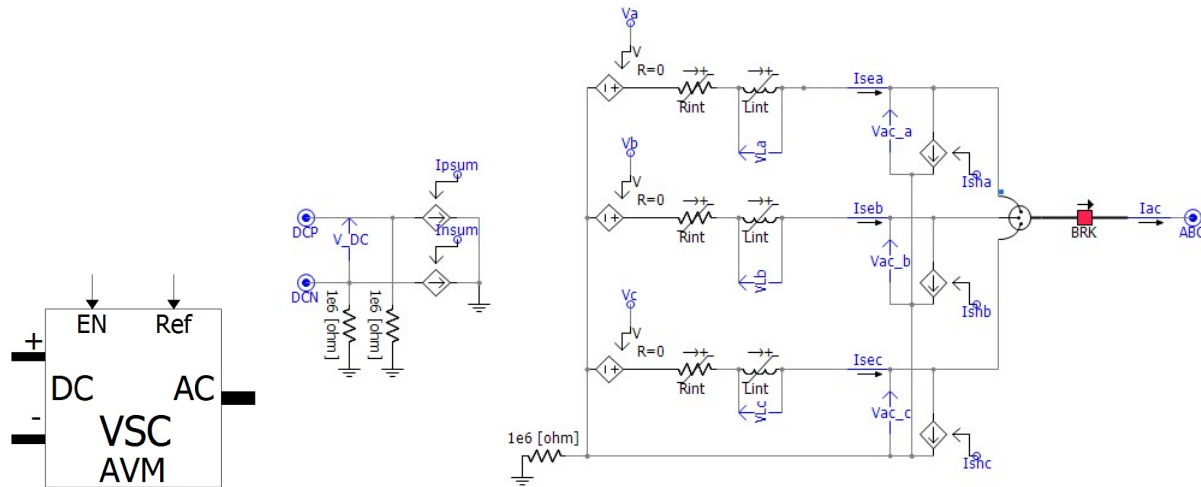 EN Ref
+
DC AC
-
VSC
AVM
Ipsum
DCP
V_DC
Insum
DCN
1e6 [ohm]
1e6 [ohm]
Va
V
R=0
+
Rint
+
Lint
VLa
Isea
Vac_a
Isha
Vb
V
R=0
+
Rint
+
Lint
VLb
Iseb
Vac_b
Ishb
Vc
V
R=0
+
Rint
+
Lint
VLc
Isec
Vac_c
Ishc
1e6 [ohm]
BRK
Iac
ABC